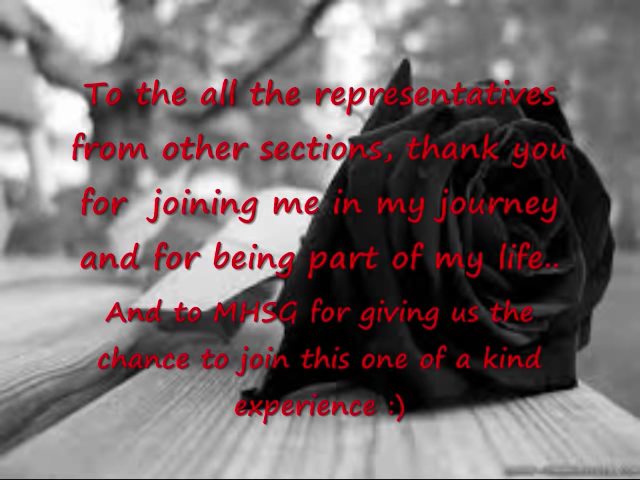 To the all the representatives
from other sections, thank you
for joining me in my journey
and for being part of my life..
And to MHSG for giving us the
chance to join this one of a kind
experience :)